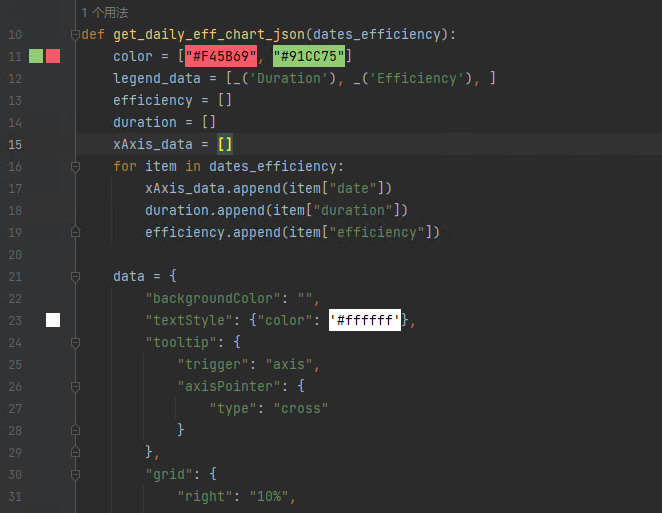 1 个用法
10 def get_daily_eff_chart_json(dates_efficiency):
11 color = ["#F45B69", "#91CC75"]
12 legend_data = [_('Duration'), _('Efficiency'), ]
13 efficiency = []
14 duration = []
15 xAxis_data = []
16 for item in dates_efficiency:
17 xAxis_data.append(item["date"])
18 duration.append(item["duration"])
19 efficiency.append(item["efficiency"])
20
21 data = {
22 "backgroundColor": "",
23 "textStyle": {"color": '#ffffff'},
24 "tooltip": {
25 "trigger": "axis",
26 "axisPointer": {
27 "type": "cross"
28 }
29 },
30 "grid": {
31 "right": "10%",